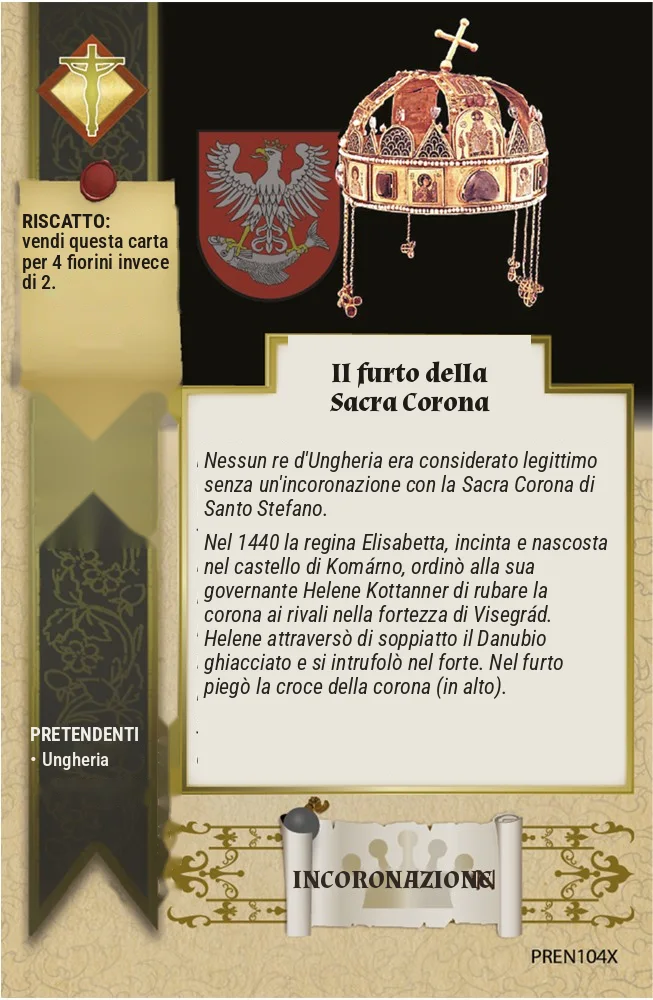 RISCATTO:
vendi questa carta
per 4 fiorini invece
di 2.
Il furto della
Sacra Corona
Nessun re d'Ungheria era considerato legittimo
senza un'incoronazione con la Sacra Corona di
Santo Stefano.
Nel 1440 la regina Elisabetta, incinta e nascosta
nel castello di Komárno, ordinò alla sua
governante Helene Kottanner di rubare la
corona ai rivali nella fortezza di Visegrád.
Helene attraversò di soppiatto il Danubio
ghiacciato e si intrufolò nel forte. Nel furto
piegò la croce della corona (in alto).
PRETENDENTI
• Ungheria
INCORONAZIONE
PREN104X